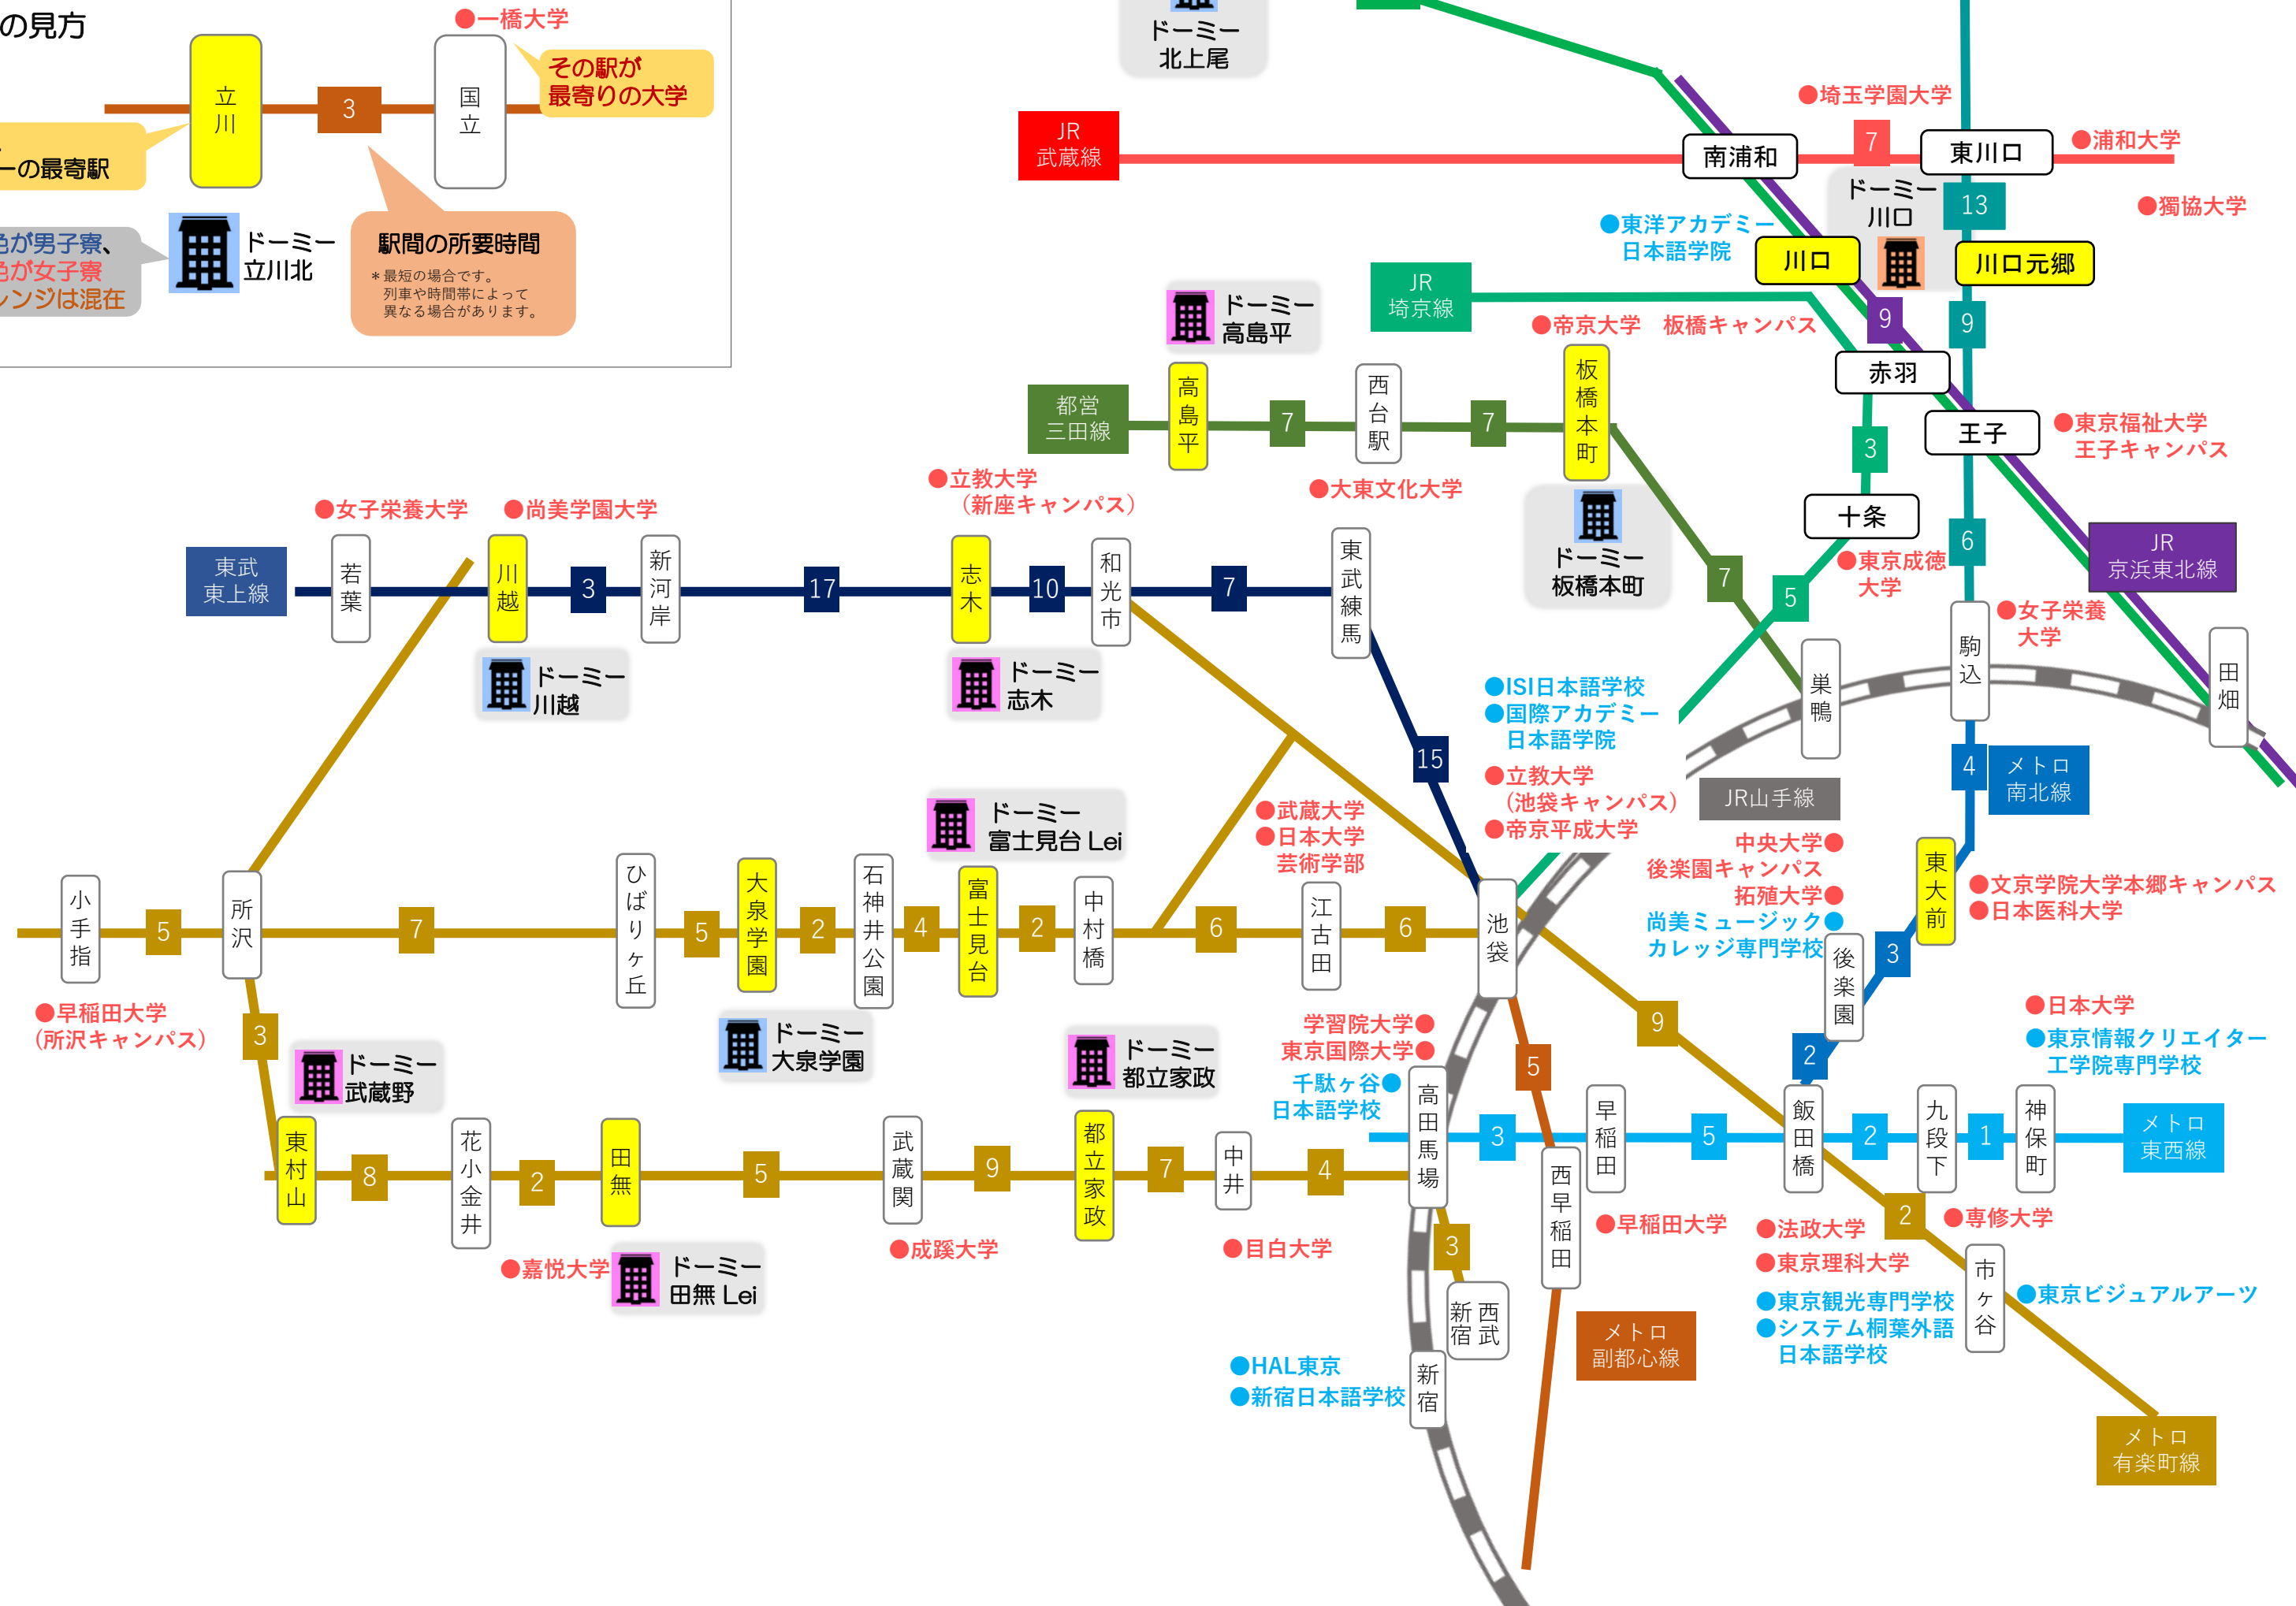 の見方
●一橋大学
その駅が
最寄りの大学
立川
3
国立
ーの最寄駅
駅間の所要時間
＊最短の場合です。
列車や時間帯によって
異なる場合があります。
色が男子寮、
色が女子寮
レンジは混在
ドーミー
立川北
ドーミー
北上尾
JR
武蔵線
●埼玉学園大学
南浦和
7
東川口
●浦和大学
●獨協大学
ドーミー
川口
13
●東洋アカデミー
日本語学院
川口
川口元郷
JR
埼京線
9
9
●帝京大学 板橋キャンパス
ドーミー
高島平
都営
三田線
高島平
7
西台駅
7
板橋本町
赤羽
王子
●東京福祉大学
王子キャンパス
3
●大東文化大学
十条
6
ドーミー
板橋本町
7
5
●東京成徳
大学
JR
京浜東北線
●女子栄養
大学
駒込
田畑
巣鴨
●女子栄養大学
●尚美学園大学
●立教大学
（新座キャンパス）
東武
東上線
若葉
川越
3
新河岸
17
志木
10
和光市
7
東武練馬
ドーミー
川越
ドーミー
志木
15
●ISI日本語学校
●国際アカデミー
日本語学院
●立教大学
（池袋キャンパス）
●帝京平成大学
JR山手線
4
メトロ
南北線
中央大学●
後楽園キャンパス
拓殖大学●
尚美ミュージック●
カレッジ専門学校
東大前
●文京学院大学本郷キャンパス
●日本医科大学
3
後楽園
2
ドーミー
富士見台 Lei
●武蔵大学
●日本大学
芸術学部
小手指
5
所沢
7
ひばりヶ丘
5
大泉学園
2
石神井公園
4
富士見台
2
中村橋
6
江古田
6
池袋
●早稲田大学
（所沢キャンパス）
3
ドーミー
武蔵野
ドーミー
大泉学園
ドーミー
都立家政
学習院大学●
東京国際大学●
千駄ヶ谷●
日本語学校
5
9
●日本大学
●東京情報クリエイター
工学院専門学校
東村山
8
花小金井
2
田無
5
武蔵関
9
都立家政
7
中井
4
高田馬場
3
早稲田
5
飯田橋
2
九段下
1
神保町
メトロ
東西線
西早稲田
●嘉悦大学
ドーミー
田無 Lei
●成蹊大学
●目白大学
3
西武
新宿
新宿
●HAL東京
●新宿日本語学校
●早稲田大学
メトロ
副都心線
●法政大学
●東京理科大学
●東京観光専門学校
●システム桐葉外語
日本語学校
2
●専修大学
市ヶ谷
●東京ビジュアルアーツ
メトロ
有楽町線